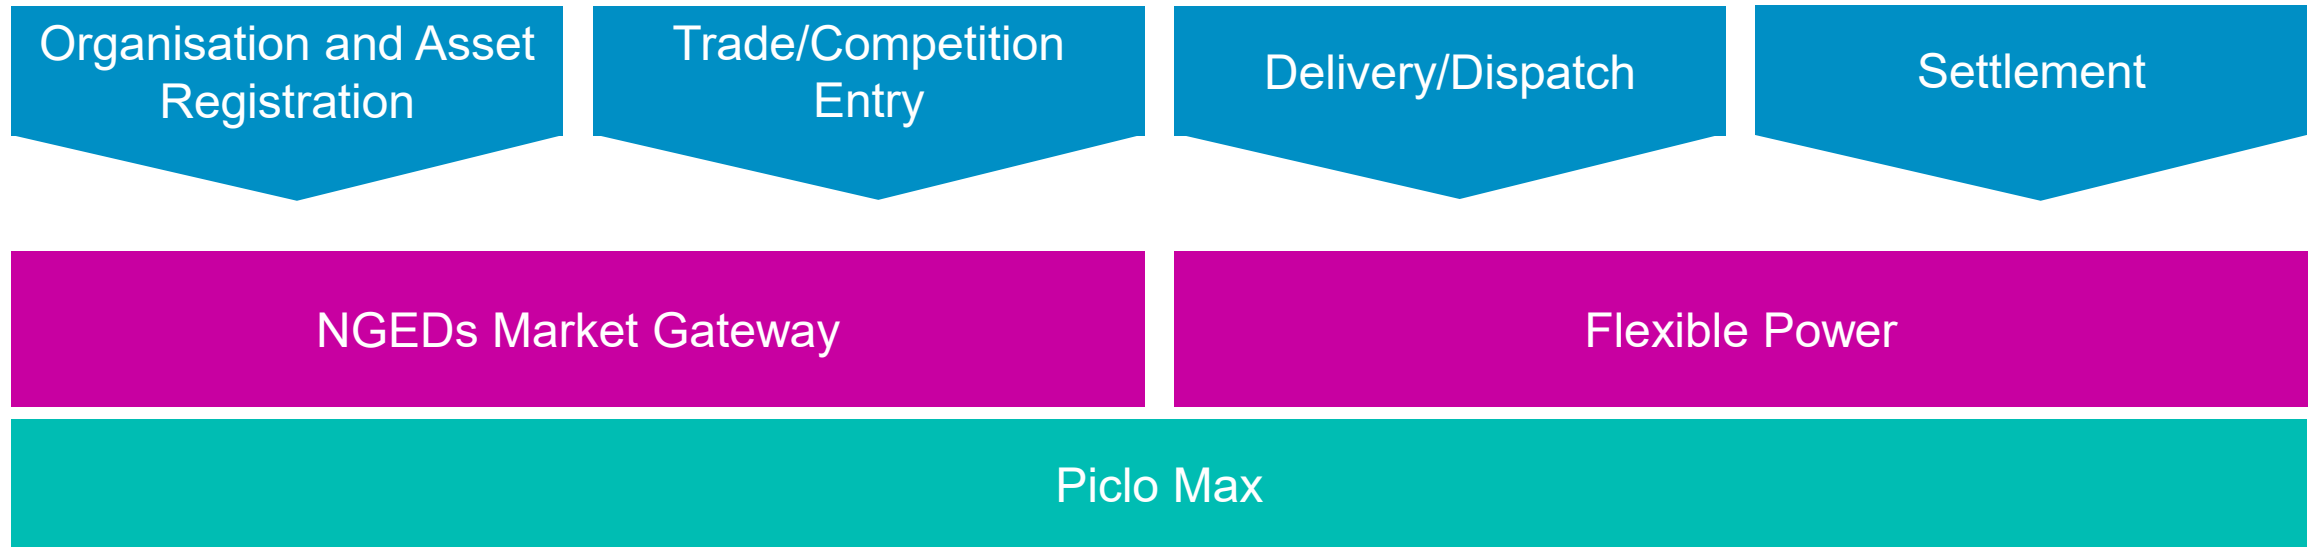 Organisation and Asset
Registration
Trade/Competition
Entry
Delivery/Dispatch
Settlement
NGEDs Market Gateway
Flexible Power
Piclo Max